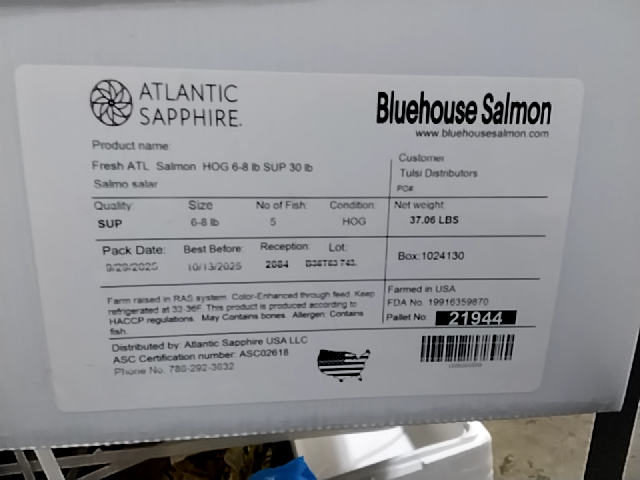 ATLANTIC
SAPPHIRE.
Bluehouse Salmon
www.bluehousesalmon.com
Product name:
Fresh ATL Salmon HOG 6-8 lb SUP 30 lb
Salmo salar
Customer
Tulsi Distributors
PO#
Quality: Size No of Fish: Condition: Net weight:
SUP 6-8 lb 5 HOG 37.06 LBS
Pack Date: Best Before: Reception: Lot:
10/13/2025 2084
Box:1024130
Farm raised in RAS system. Color-Enhanced through feed. Keep
refrigerated at 33-36F. This product is produced according to
HACCP regulations. May Contains bones. Allergen: Contains
fish.
Farmed in USA
FDA No. 19916359870
Pallet No: 21944
Distributed by: Atlantic Sapphire USA LLC
ASC Certification number: ASC02618
Phone No. 786-292-3632